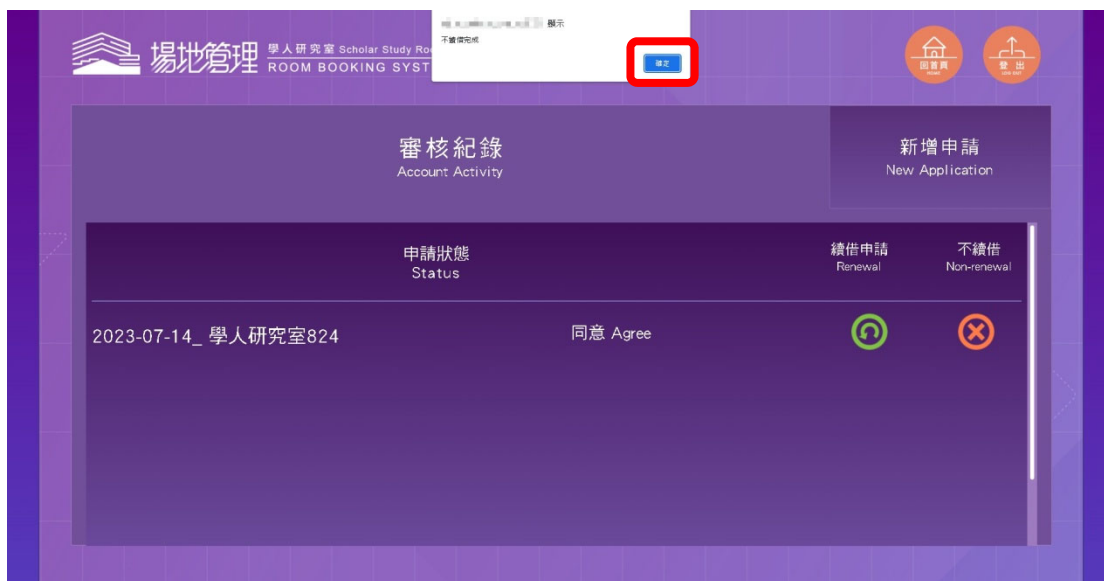 顯示
不續借完成
確定
場地管理 學人研究室 Scholar Study Ro
ROOM BOOKING SYST
回首頁
HOME
登出
LOG OUT
審核紀錄
Account Activity
新增申請
New Application
申請狀態
Status
續借申請
Renewal
不續借
Non-renewal
2023-07-14_ 學人研究室824 同意 Agree